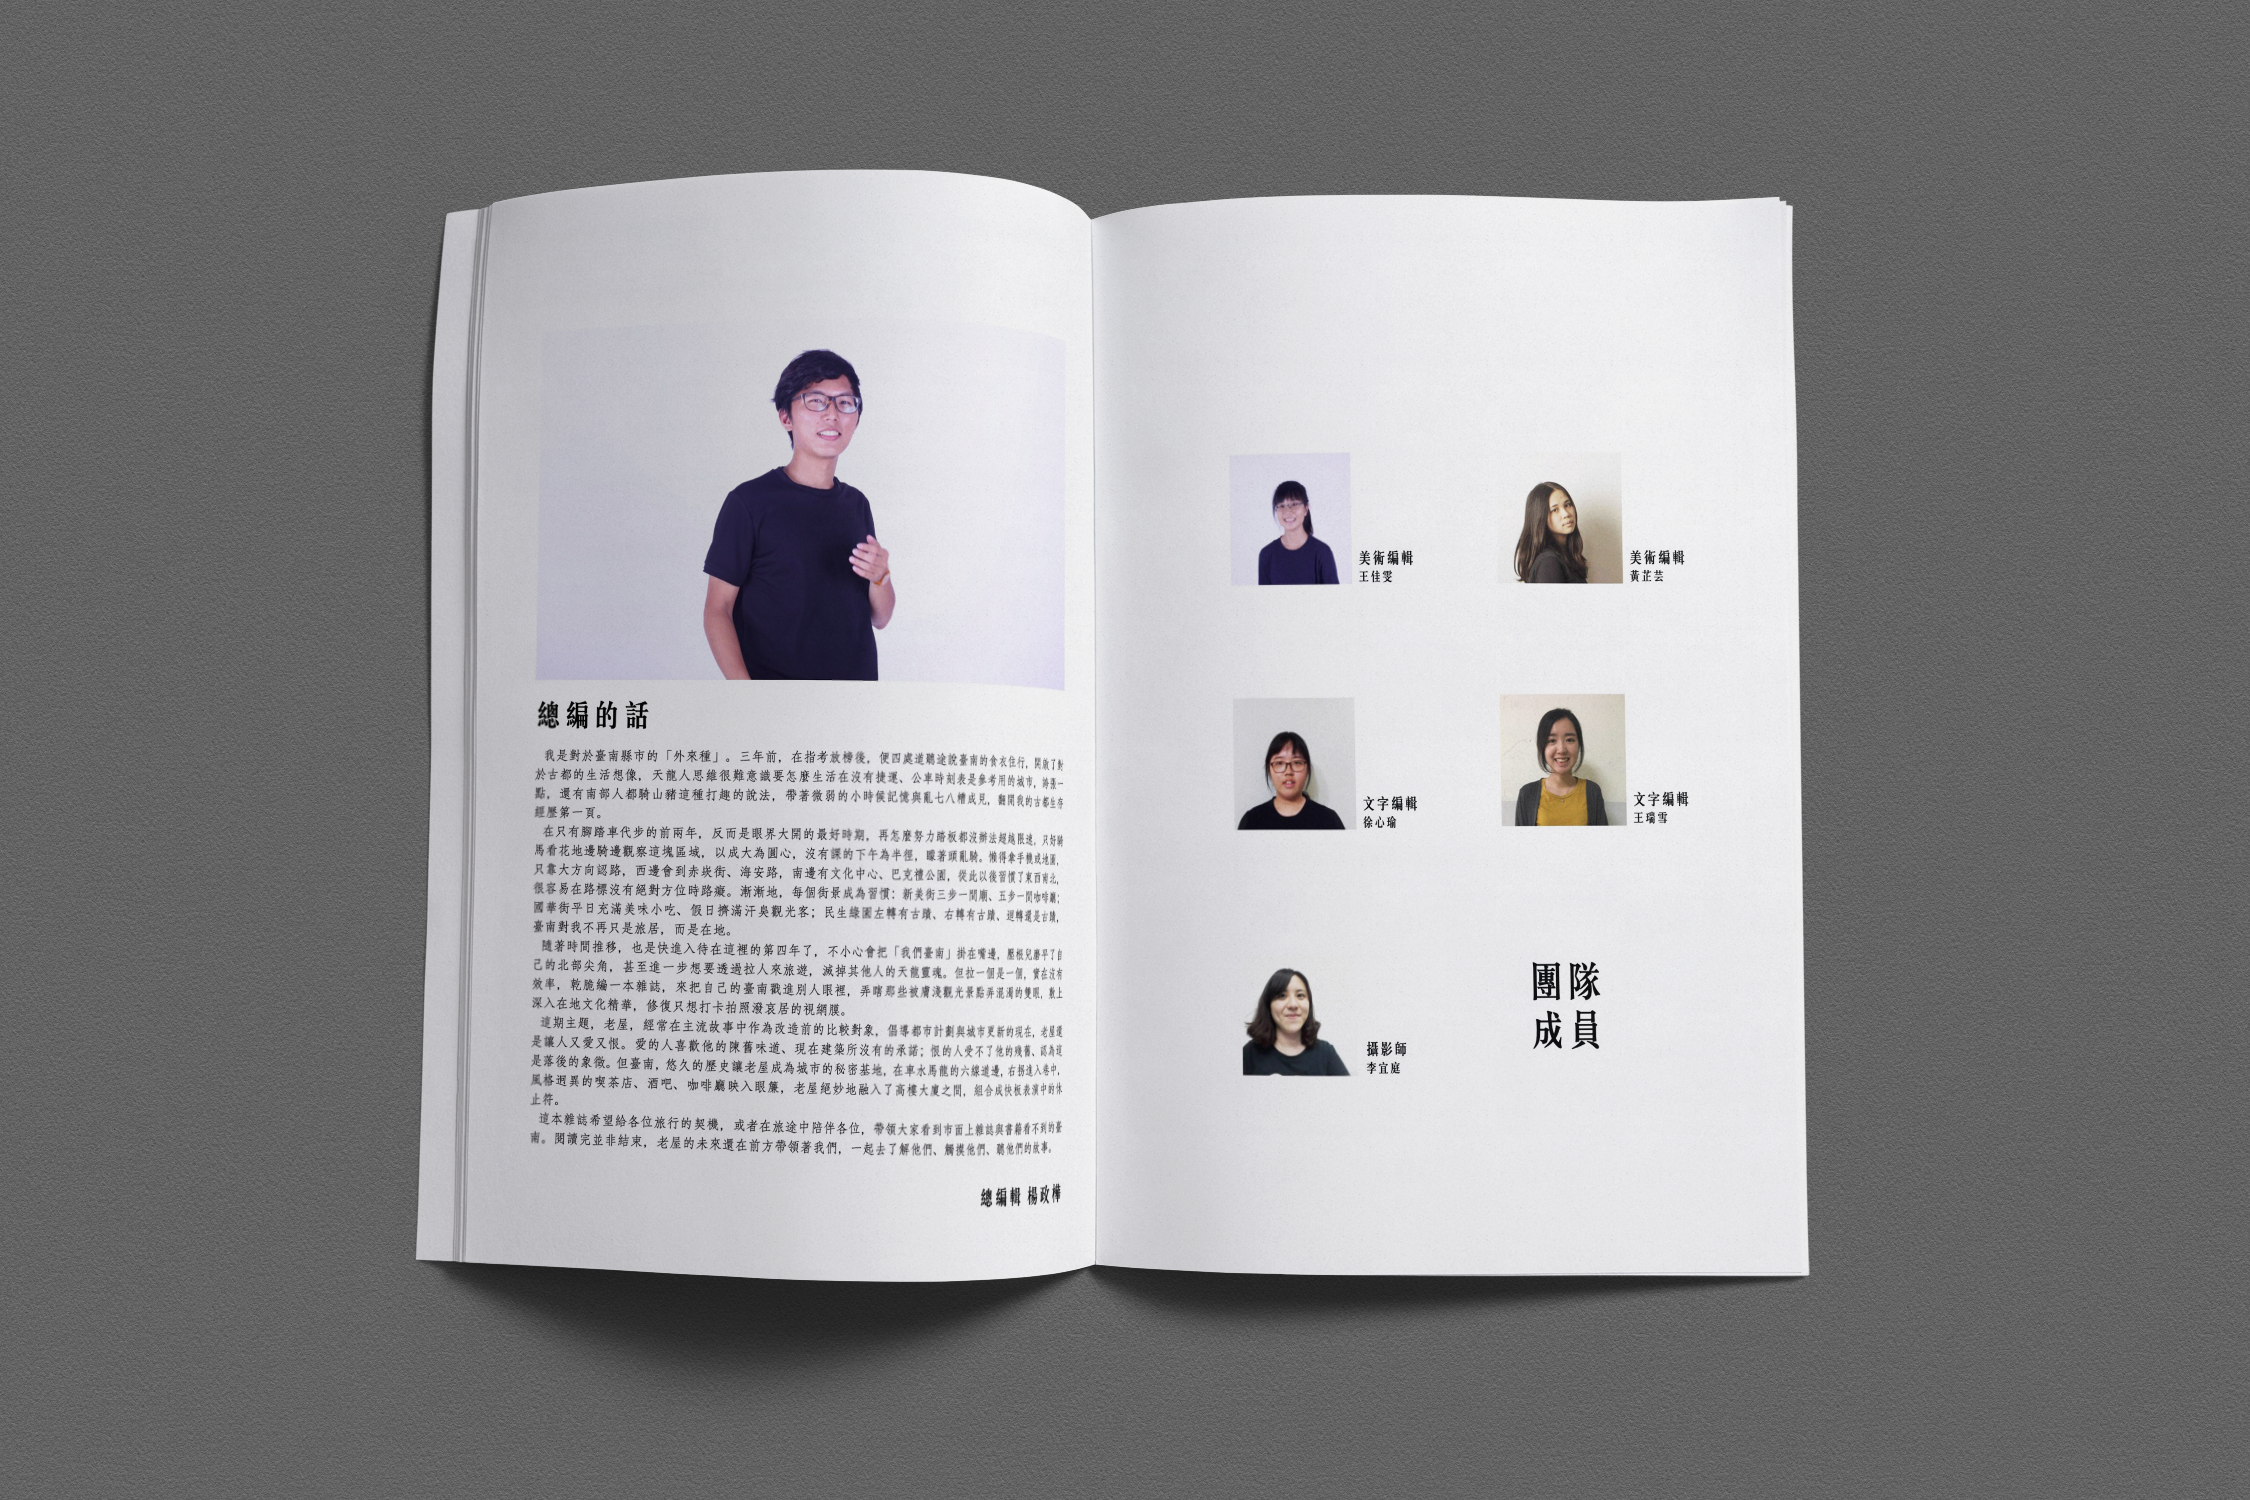 總編的話
我是對於臺南縣市的「外來種」。三年前，在指考放榜後，便四處道聽途說臺南的食衣住行，開啟了對
於古都的生活想像，天龍人思維很難意識要怎麼生活在沒有捷運、公車時刻表是參考用的城市，誇張一
點，還有南部人都騎山豬這種打趣的說法，帶著微弱的小時候記憶與亂七八糟成見，翻開我的古都生存
經歷第一頁。
在只有腳踏車代步的前兩年，反而是眼界大開的最好時期，再怎麼努力踏板都沒辦法超越限速，只好騎
馬看花地邊騎邊觀察這塊區域，以成大為圓心，沒有課的下午為半徑，矇著頭亂騎。懶得拿手機或地圖，
只靠大方向認路，西邊會到赤崁街、海安路，南邊有文化中心、巴克禮公園，從此以後習慣了東西南北，
很容易在路標沒有絕對方位時路癡。漸漸地，每個街景成為習慣：新美街三步一間廟、五步一間咖啡廳；
國華街平日充滿美味小吃、假日擠滿汗臭觀光客；民生綠園左轉有古蹟、右轉有古蹟、迴轉還是古蹟，
臺南對我不再只是旅居，而是在地。
隨著時間推移，也是快進入待在這裡的第四年了，不小心會把「我們臺南」掛在嘴邊，壓根兒磨平了自
己的北部尖角，甚至進一步想要透過拉人來旅遊，滅掉其他人的天龍靈魂。但拉一個是一個，實在沒有
效率，乾脆編一本雜誌，來把自己的臺南戳進別人眼裡，弄瞎那些被膚淺觀光景點弄混濁的雙眼，敷上
深入在地文化精華，修復只想打卡拍照潑哀居的視網膜。
這期主題，老屋，經常在主流故事中作為改造前的比較對象，倡導都市計劃與城市更新的現在，老屋還
是讓人又愛又恨。愛的人喜歡他的陳舊味道、現在建築所沒有的承諾；恨的人受不了他的殘舊、認為這
是落後的象徵。但臺南，悠久的歷史讓老屋成為城市的秘密基地，在車水馬龍的六線道邊，右拐進入巷中，
風格迥異的喫茶店、酒吧、咖啡廳映入眼簾，老屋絕妙地融入了高樓大廈之間，組合成快板表演中的休
止符。
這本雜誌希望給各位旅行的契機，或者在旅途中陪伴各位，帶領大家看到市面上雜誌與書籍看不到的臺
南。閱讀完並非結束，老屋的未來還在前方帶領著我們，一起去了解他們、觸摸他們、聽他們的故事。
總編輯 楊政樺
美術編輯
王佳雯
美術編輯
黃芷芸
文字編輯
徐心瑜
文字編輯
王瑞雪
攝影師
李宜庭
團隊
成員